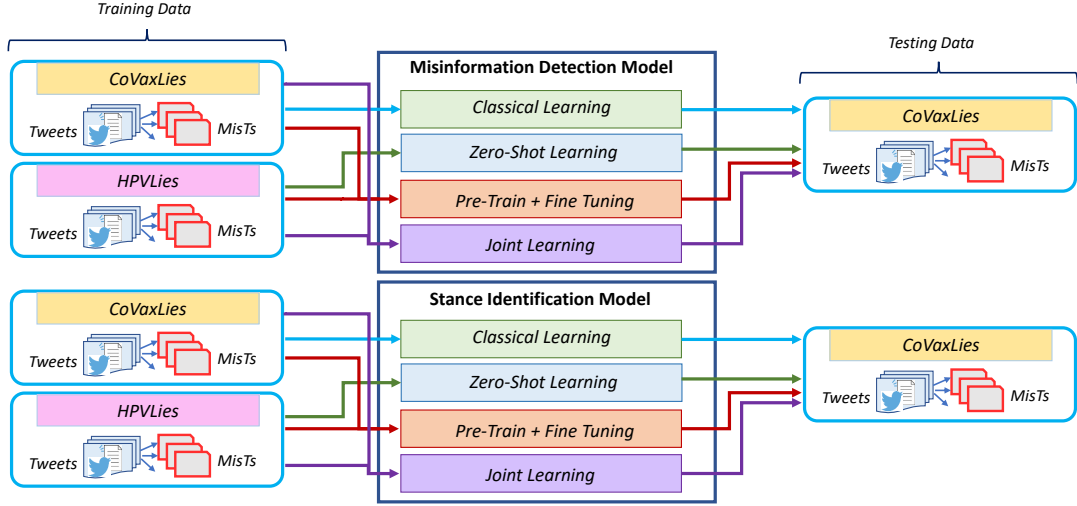 Training Data
Testing Data
CoVaxLies
Tweets
MisTs
HPVLies
Tweets
MisTs
Misinformation Detection Model
Classical Learning
Zero-Shot Learning
Pre-Train + Fine Tuning
Joint Learning
CoVaxLies
Tweets
MisTs
CoVaxLies
Tweets
MisTs
HPVLies
Tweets
MisTs
Stance Identification Model
Classical Learning
Zero-Shot Learning
Pre-Train + Fine Tuning
Joint Learning
CoVaxLies
Tweets
MisTs